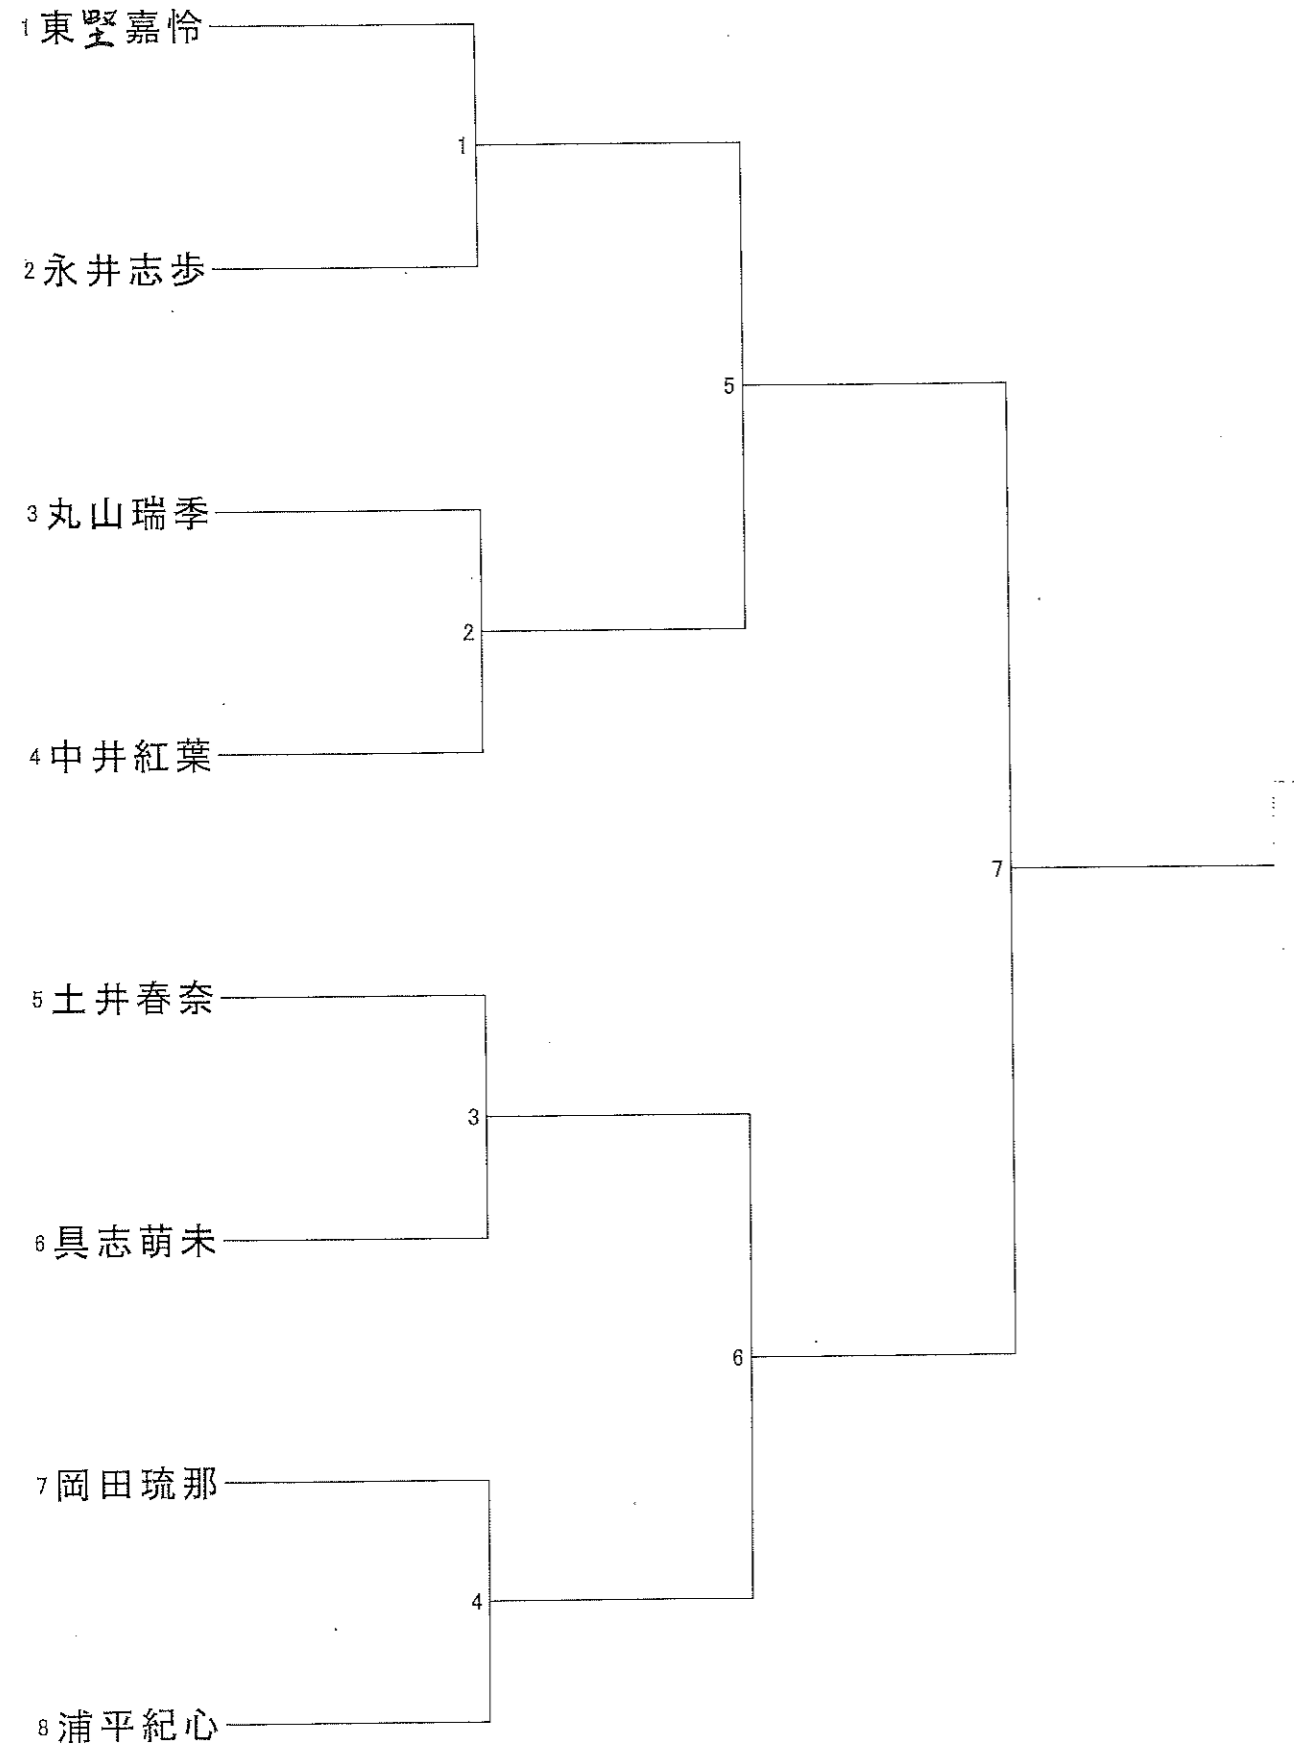 1 東堅嘉怜
1
2 永井志歩
5
3 丸山瑞季
2
4 中井紅葉
7
5 土井春奈
3
6 具志萌未
6
7 岡田琉那
4
8 浦平紀心